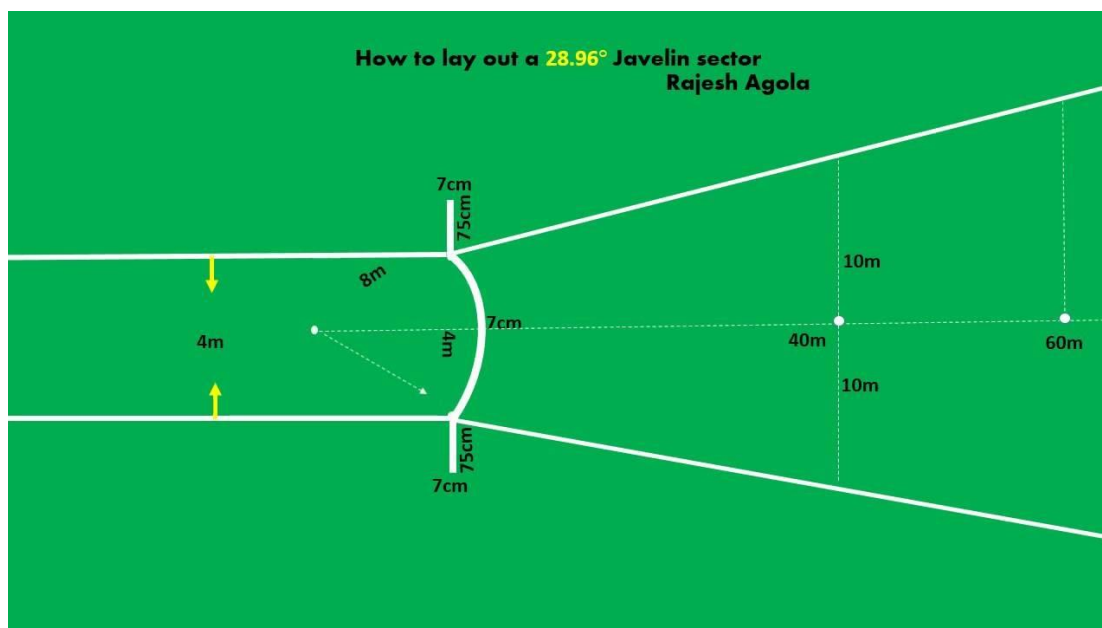 How to lay out a 28.96° Javelin sector
Rajesh Agola
7cm
75cm
8m
10m
7cm
4m
4m
40m
60m
10m
75cm
7cm